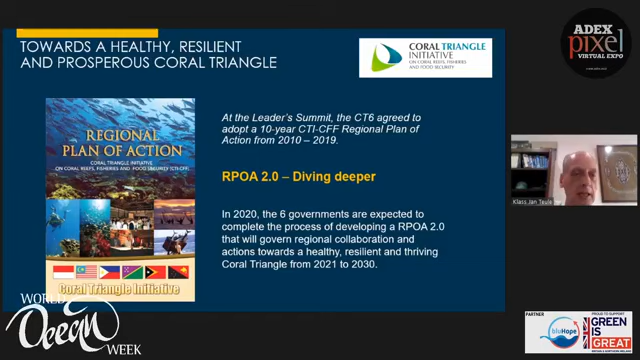 TOWARDS A HEALTHY, RESILIENT
AND PROSPEROUS CORAL TRIANGLE
CORAL TRIANGLE
INITIATIVE
ON CORAL REEFS, FISHERIES
AND FOOD SECURITY
ADEX
pixel
VIRTUAL EXPO
REGIONAL
PLAN OF ACTION
CORAL TRIANGLE INITIATIVE
ON CORAL REEFS, FISHERIES AND FOOD SECURITY (CTI-CFF)
Coral Triangle Initiative
At the Leader's Summit, the CT6 agreed to
adopt a 10-year CTI-CFF Regional Plan of
Action from 2010 – 2019.
RPOA 2.0 – Diving deeper
In 2020, the 6 governments are expected to
complete the process of developing a RPOA 2.0
that will govern regional collaboration and
actions towards a healthy, resilient and thriving
Coral Triangle from 2021 to 2030.
Klass Jan Teule
WORLD
Ocean
WEEK
PARTNER
bluHope
PROUD TO SUPPORT
GREEN
IS
GREAT
BRITAIN & NORTHERN IRELAND